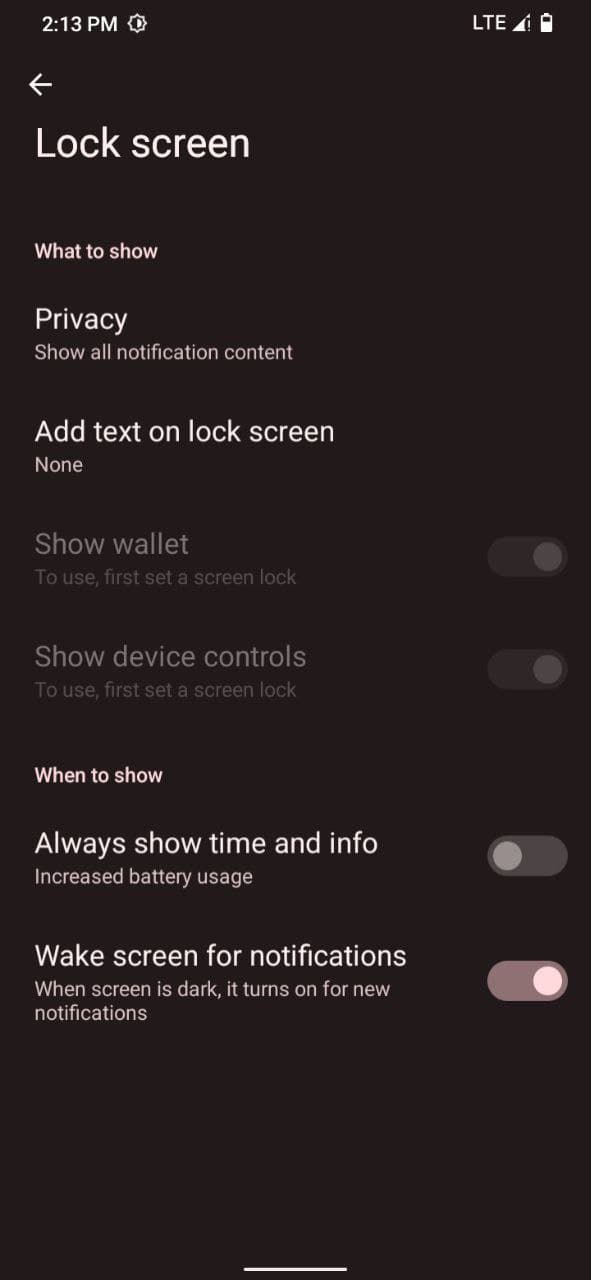 2:13 PM
LTE
Lock screen
What to show
Privacy
Show all notification content
Add text on lock screen
None
Show wallet
To use, first set a screen lock
Show device controls
To use, first set a screen lock
When to show
Always show time and info
Increased battery usage
Wake screen for notifications
When screen is dark, it turns on for new
notifications